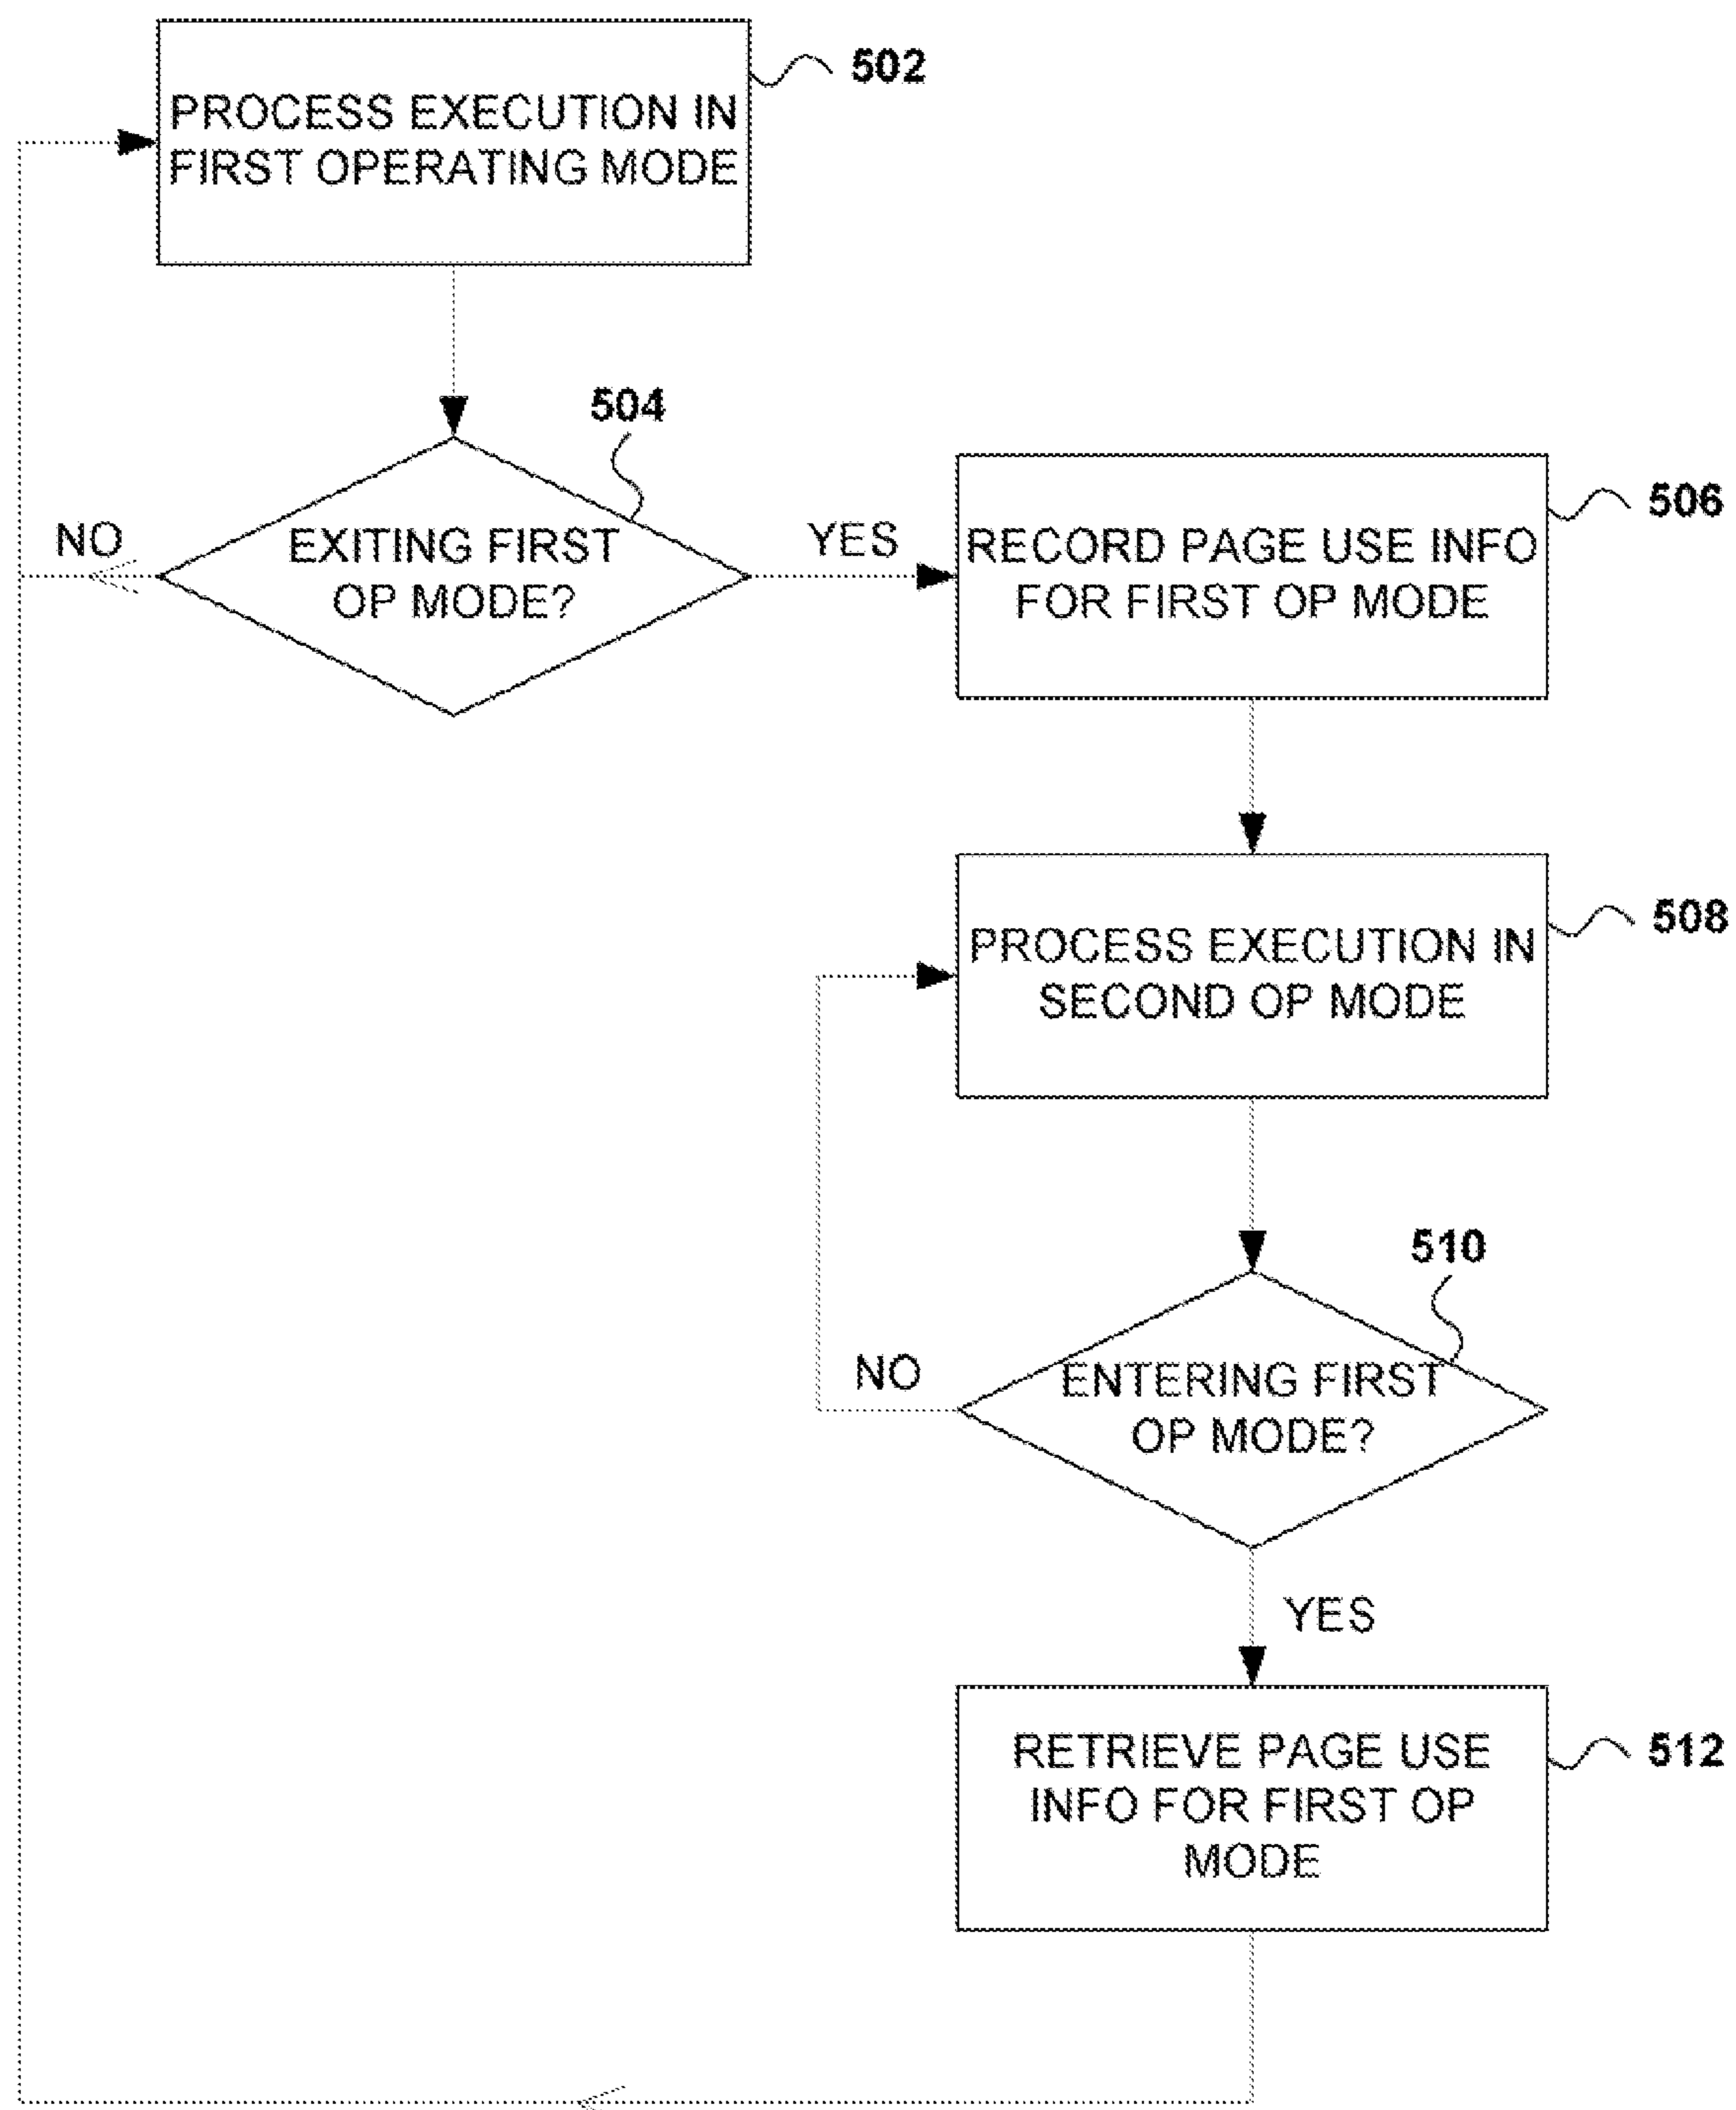 502
PROCESS EXECUTION IN
FIRST OPERATING MODE
504
NO
EXITING FIRST
OP MODE?
YES
506
RECORD PAGE USE INFO
FOR FIRST OP MODE
508
PROCESS EXECUTION IN
SECOND OP MODE
510
NO
ENTERING FIRST
OP MODE?
YES
512
RETRIEVE PAGE USE
INFO FOR FIRST OP
MODE